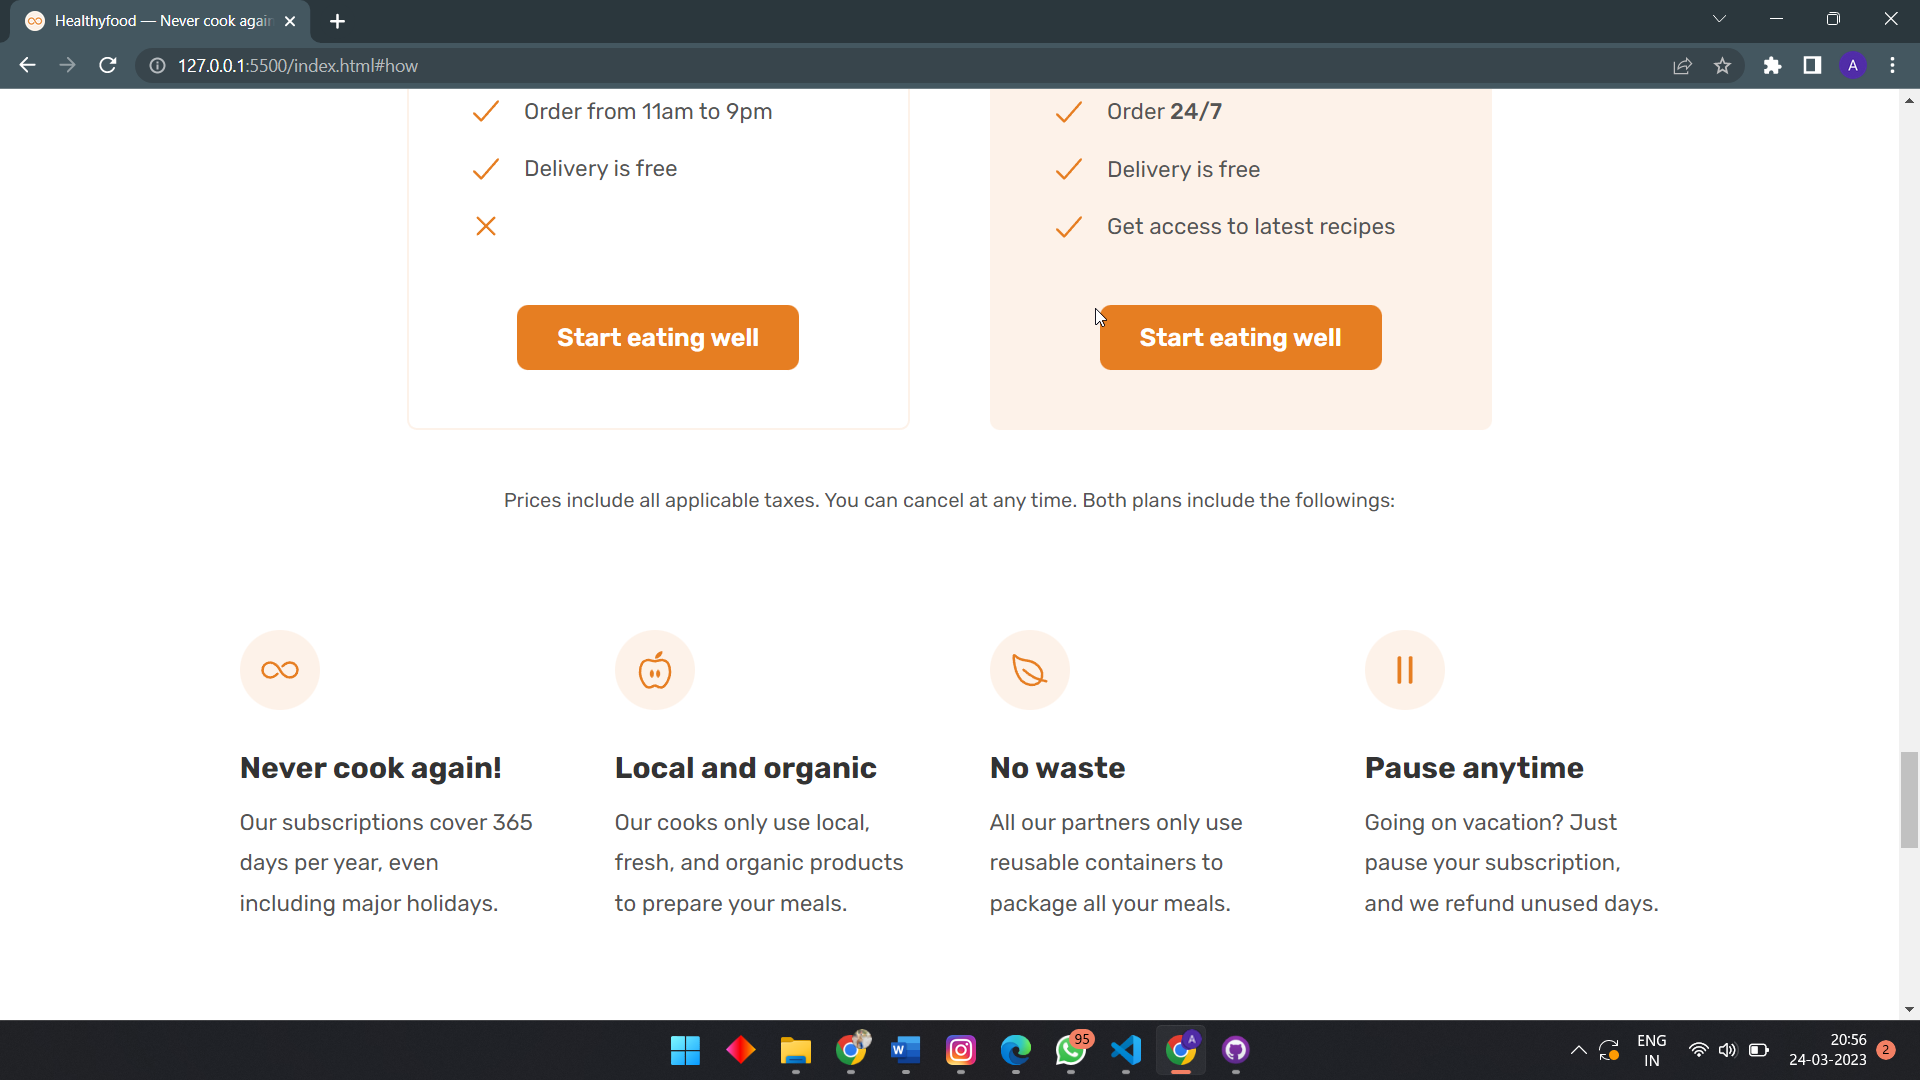 Healthyfood — Never cook again
127.0.0.1:5500/index.html#how
Order from 11am to 9pm
Delivery is free
Order 24/7
Delivery is free
Get access to latest recipes
Start eating well
Start eating well
Prices include all applicable taxes. You can cancel at any time. Both plans include the followings:
Never cook again!
Our subscriptions cover 365
days per year, even
including major holidays.
Local and organic
Our cooks only use local,
fresh, and organic products
to prepare your meals.
No waste
All our partners only use
reusable containers to
package all your meals.
Pause anytime
Going on vacation? Just
pause your subscription,
and we refund unused days.
A
W
95
A
ENG
IN
20:56
24-03-2023
2